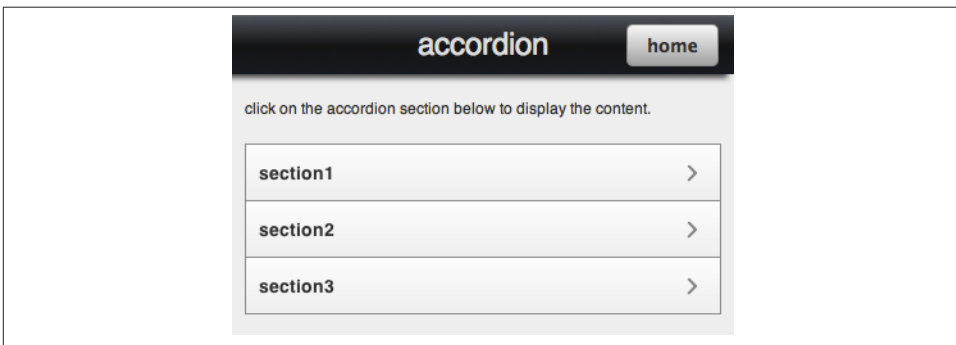 accordion
home
click on the accordion section below to display the content.
section1
section2
section3